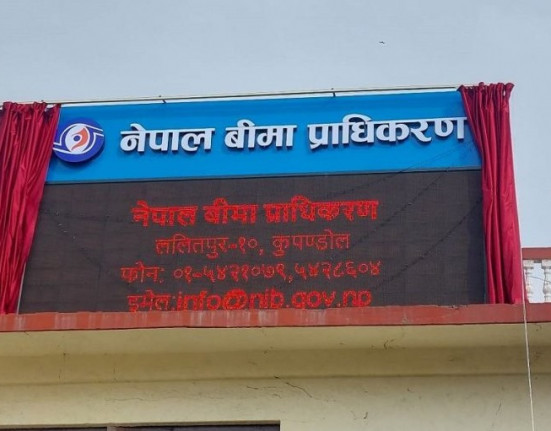 नेपाल बीमा प्राधिकरण
नेपाल बीमा प्राधिकरण
ललितपुर-१०, कुपण्डोल
फोन: ०१-५४२१०७९,५४२८६०४
इमेल:info@nib.gov.np